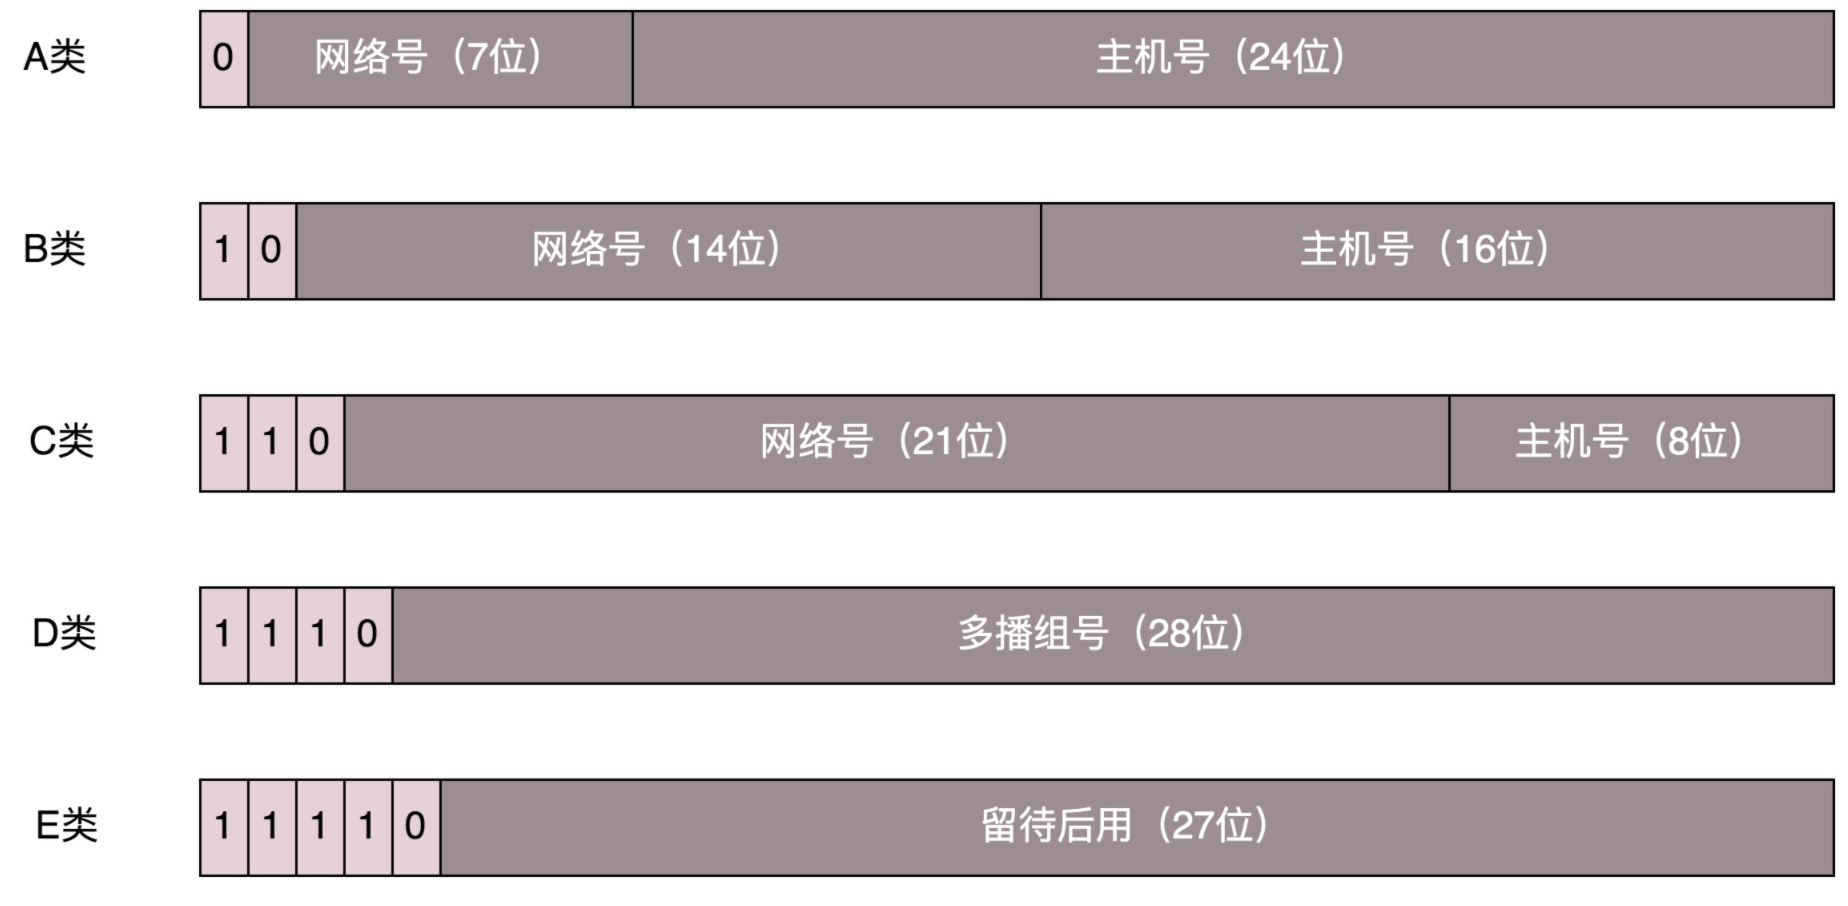 A类 0 网络号（7位） 主机号（24位）
B类 1 0 网络号（14位） 主机号（16位）
C类 1 1 0 网络号（21位） 主机号（8位）
D类 1 1 1 0 多播组号（28位）
E类 1 1 1 1 0 留待后用（27位）